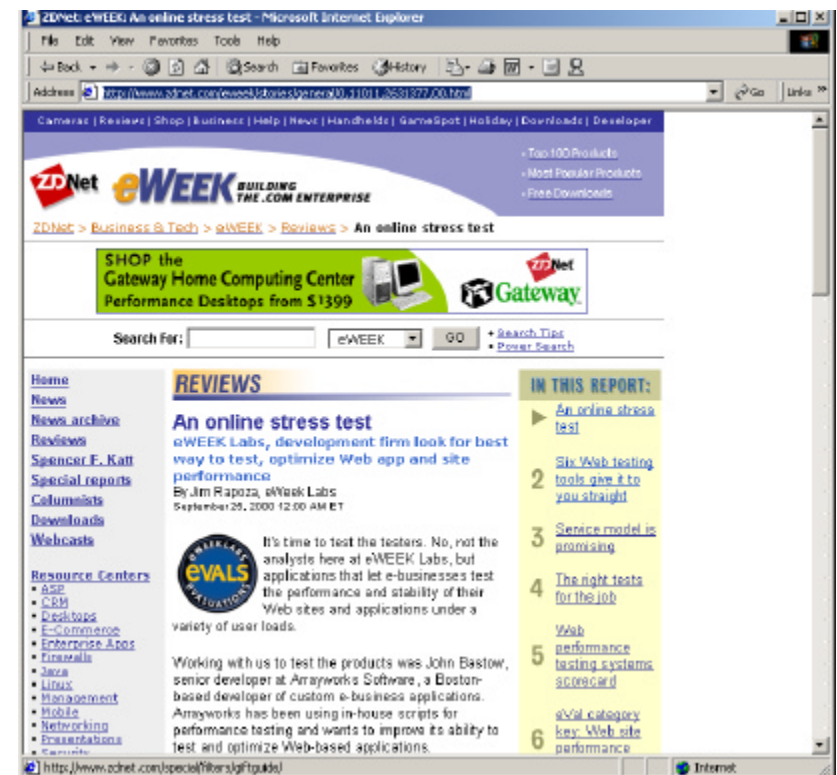 ZDNet: eWEEK: An online stress test - Microsoft Internet Explorer
File Edit View Favorites Tools Help
Back Search Favorites History
Address Go Links »
Cameras | Reviews | Shop | Business | Help | News | Handhelds | GameSpot | Holiday | Downloads | Developer
Top 100 Products
Most Popular Products
Free Downloads
ZDNet eWEEK BUILDING
THE .COM ENTERPRISE
ZDNet > Business & Tech > eWEEK > Reviews > An online stress test
SHOP the
Gateway Home Computing Center
Performance Desktops from $1399
ZDNet
Gateway
Search For: eWEEK GO
• Search Tips
• Power Search
Home
News
News archive
Reviews
Spencer F. Katt
Special reports
Columnists
Downloads
Webcasts
Resource Centers
• ASP
• CRM
• Desktops
• E-Commerce
• Enterprise Apps
• Firewalls
• Java
• Linux
• Management
• Mobile
• Networking
• Presentations
• Security
REVIEWS
An online stress test
eWEEK Labs, development firm look for best
way to test, optimize Web app and site
performance
By Jim Rapoza, eWeek Labs
September 25, 2000 12:00 AM ET
eWEEK LABS
eVALS
EVALUATIONS
It's time to test the testers. No, not the
analysts here at eWEEK Labs, but
applications that let e-businesses test
the performance and stability of their
Web sites and applications under a
variety of user loads.
Working with us to test the products was John Bastow,
senior developer at Arrayworks Software, a Boston-
based developer of custom e-business applications.
Arrayworks has been using in-house scripts for
performance testing and wants to improve its ability to
test and optimize Web-based applications.
IN THIS REPORT:
An online stress
test
2 Six Web testing
tools give it to
you straight
3 Service model is
promising
4 The right tests
for the job
5 Web
performance
testing systems
scorecard
6 eVal category
key: Web site
performance
http://www.zdnet.com/special/filters/giftguide/
Internet